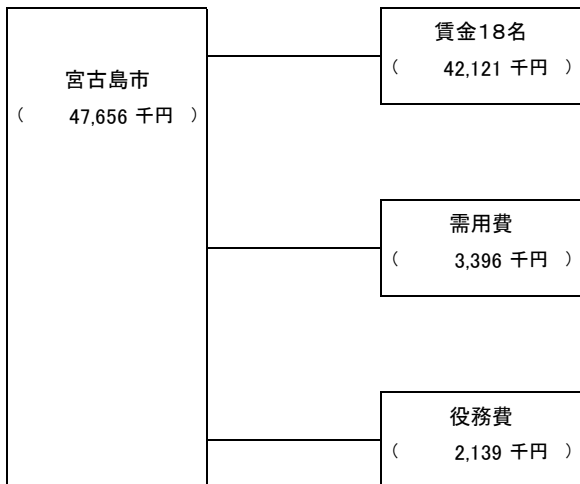 宮古島市
（　47,656 千円　）
賃金１８名
（　42,121 千円　）
需用費
（　3,396 千円　）
役務費
（　2,139 千円　）